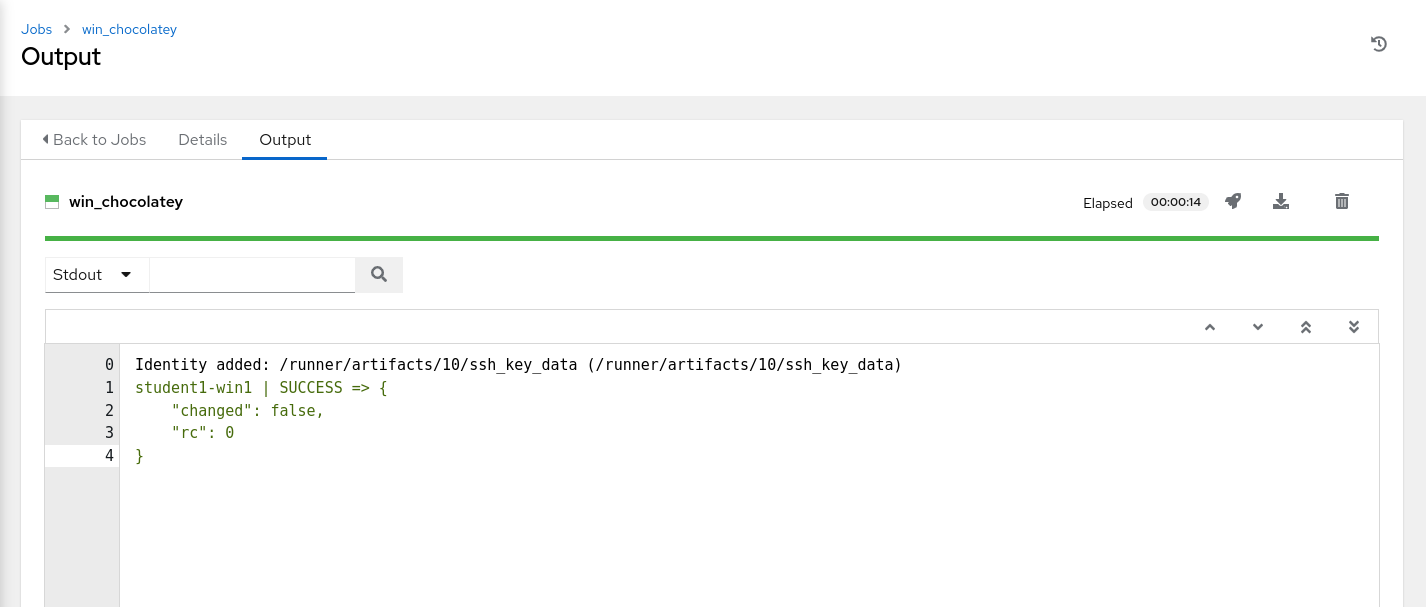 Jobs win_chocolatey
Output
Back to Jobs Details Output
win_chocolatey Elapsed 00:00:14
Stdout
0 Identity added: /runner/artifacts/10/ssh_key_data (/runner/artifacts/10/ssh_key_data)
1 student1-win1 | SUCCESS => {
2 "changed": false,
3 "rc": 0
4 }